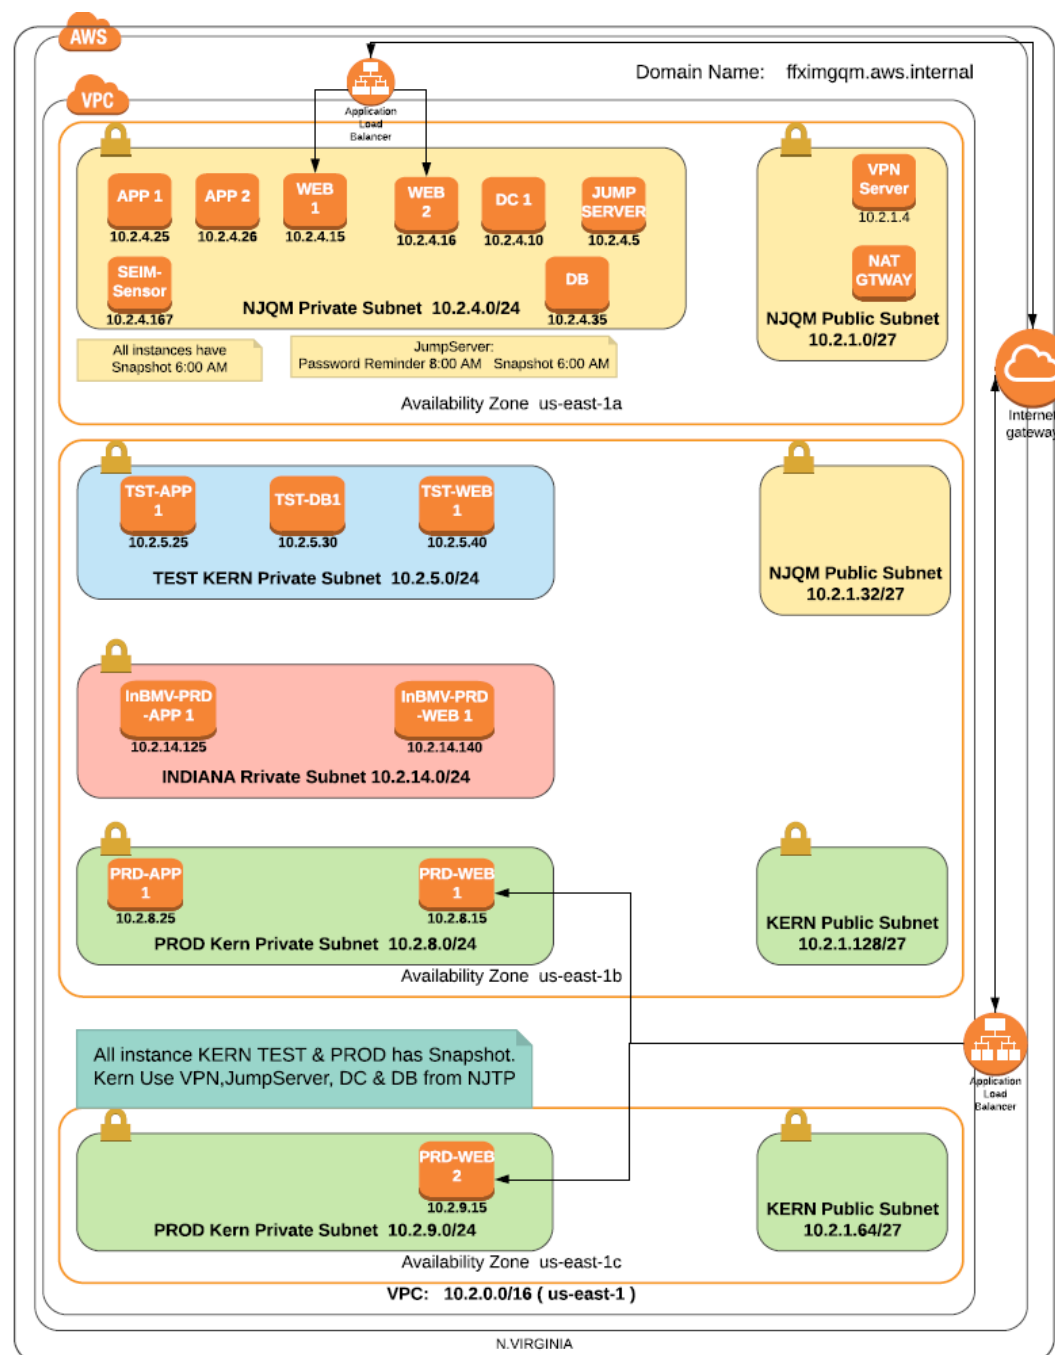 AWS
Domain Name: ffximgqm.aws.internal
VPC
Application
Load
Balancer
APP 1
10.2.4.25
APP 2
10.2.4.26
WEB
1
10.2.4.15
WEB
2
10.2.4.16
DC 1
10.2.4.10
JUMP
SERVER
10.2.4.5
SEIM-
Sensor
10.2.4.167
DB
10.2.4.35
NJQM Private Subnet 10.2.4.0/24
VPN
Server
10.2.1.4
NAT
GTWAY
NJQM Public Subnet
10.2.1.0/27
All instances have
Snapshot 6:00 AM
JumpServer:
Password Reminder 8:00 AM Snapshot 6:00 AM
Availability Zone us-east-1a
Internet
gateway
TST-APP
1
10.2.5.25
TST-DB1
10.2.5.30
TST-WEB
1
10.2.5.40
TEST KERN Private Subnet 10.2.5.0/24
NJQM Public Subnet
10.2.1.32/27
InBMV-PRD
-APP 1
10.2.14.125
InBMV-PRD
-WEB 1
10.2.14.140
INDIANA Rrivate Subnet 10.2.14.0/24
PRD-APP
1
10.2.8.25
PRD-WEB
1
10.2.8.15
PROD Kern Private Subnet 10.2.8.0/24
KERN Public Subnet
10.2.1.128/27
Availability Zone us-east-1b
All instance KERN TEST & PROD has Snapshot.
Kern Use VPN,JumpServer, DC & DB from NJTP
Application
Load
Balancer
PRD-WEB
2
10.2.9.15
PROD Kern Private Subnet 10.2.9.0/24
KERN Public Subnet
10.2.1.64/27
Availability Zone us-east-1c
VPC: 10.2.0.0/16 ( us-east-1 )
N.VIRGINIA